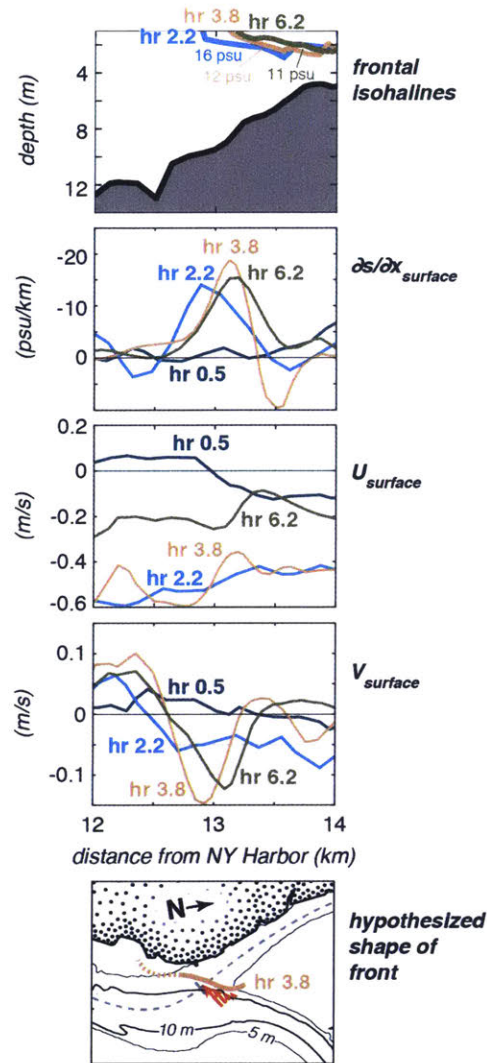 hr 3.8
hr 6.2
hr 2.2
16 psu
12 psu
11 psu
4
8
12
depth (m)
frontal
isohalines
-20
-10
0
(psu/km)
hr 3.8
hr 2.2
hr 6.2
hr 0.5
∂s/∂x surface
0.2
0
-0.2
-0.4
-0.6
(m/s)
hr 0.5
hr 6.2
hr 3.8
hr 2.2
U surface
0.1
0
-0.1
(m/s)
hr 0.5
hr 2.2
hr 3.8
hr 6.2
V surface
12 13 14
distance from NY Harbor (km)
N
hr 3.8
10 m
5 m
hypothesized
shape of
front